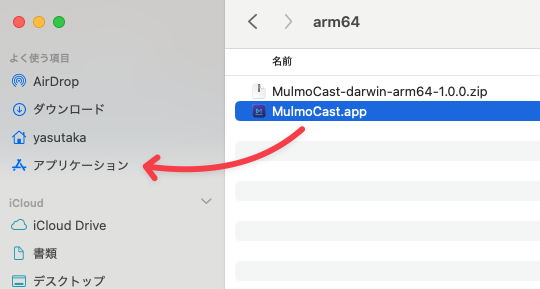 よく使う項目
AirDrop
ダウンロード
yasutaka
アプリケーション
iCloud
iCloud Drive
書類
デスクトップ
arm64
名前
MulmoCast-darwin-arm64-1.0.0.zip
MulmoCast.app